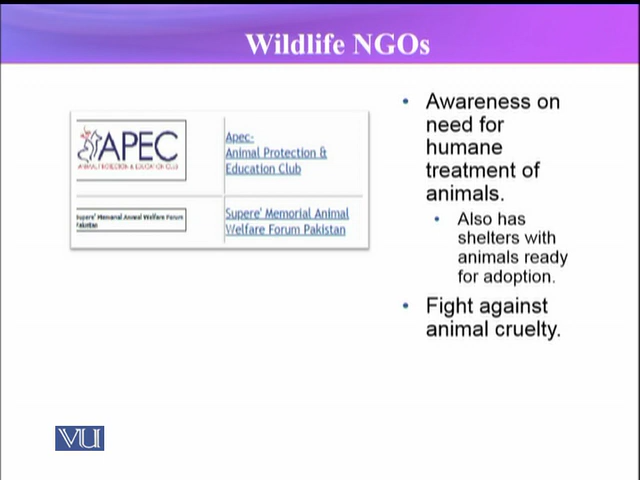 Wildlife NGOs
APEC
ANIMAL PROTECTION & EDUCATION CLUB
Apec-
Animal Protection &
Education Club
Supere' Memorial Animal Welfare Forum
Pakistan
Supere' Memorial Animal
Welfare Forum Pakistan
• Awareness on
need for
humane
treatment of
animals.
• Also has
shelters with
animals ready
for adoption.
• Fight against
animal cruelty.
VU